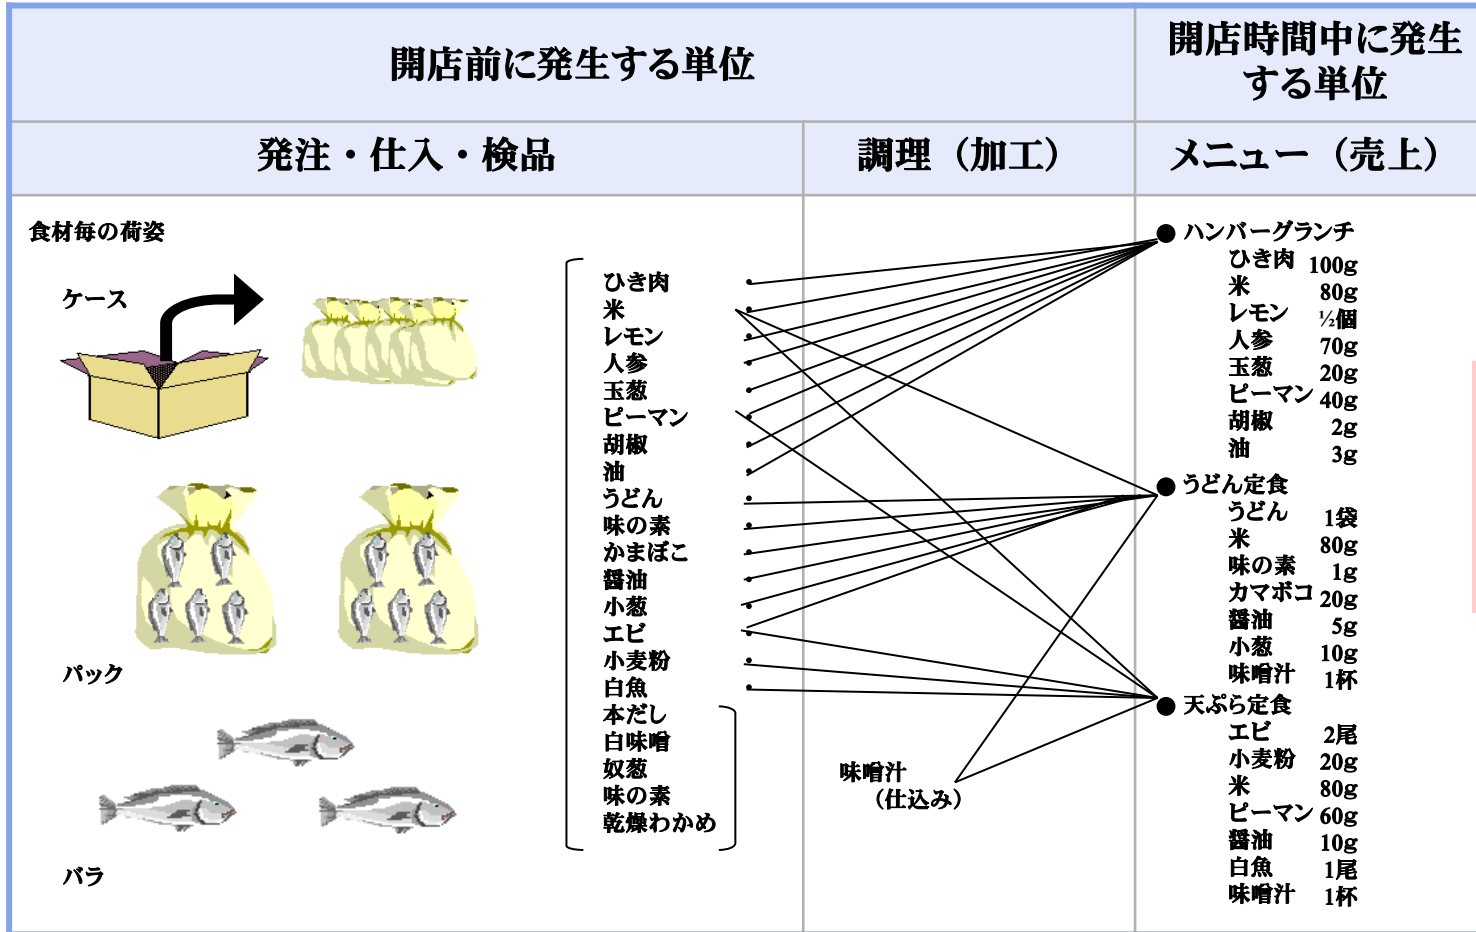 開店前に発生する単位
開店時間中に発生
する単位
発注・仕入・検品
調理（加工）
メニュー（売上）
食材毎の荷姿
ケース
パック
バラ
ひき肉
米
レモン
人参
玉葱
ピーマン
胡椒
油
うどん
味の素
かまぼこ
醤油
小葱
エビ
小麦粉
白魚
本だし
白味噌
奴葱
味の素
乾燥わかめ
味噌汁
（仕込み）
●ハンバーグランチ
ひき肉 100g
米 80g
レモン ½個
人参 70g
玉葱 20g
ピーマン 40g
胡椒 2g
油 3g
●うどん定食
うどん 1袋
米 80g
味の素 1g
カマボコ 20g
醤油 5g
小葱 10g
味噌汁 1杯
●天ぷら定食
エビ 2尾
小麦粉 20g
米 80g
ピーマン 60g
醤油 10g
白魚 1尾
味噌汁 1杯